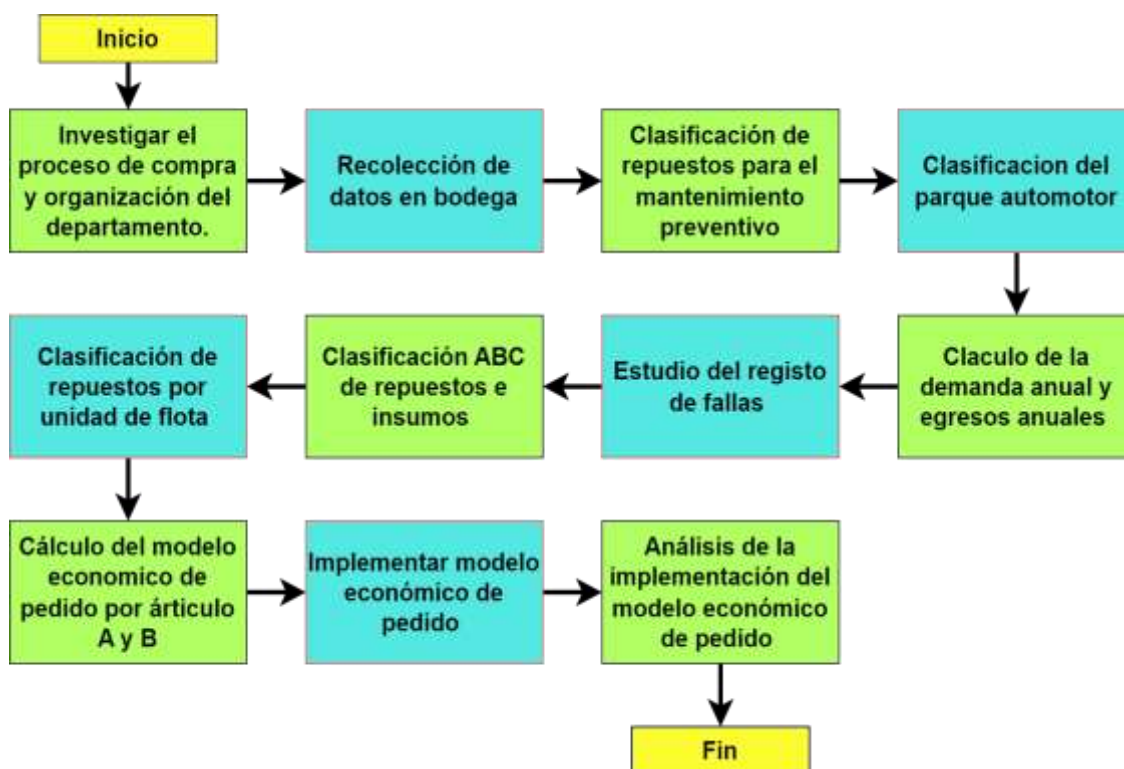 Inicio
Investigar el
proceso de compra
y organización del
departamento.
Recolección de
datos en bodega
Clasificación de
repuestos para el
mantenimiento
preventivo
Clasificacion del
parque automotor
Claculo de la
demanda anual y
egresos anuales
Estudio del registo
de fallas
Clasificación ABC
de repuestos e
insumos
Clasificación de
repuestos por
unidad de flota
Cálculo del modelo
economico de
pedido por árticulo
A y B
Implementar modelo
económico de
pedido
Análisis de la
implementación del
modelo económico
de pedido
Fin